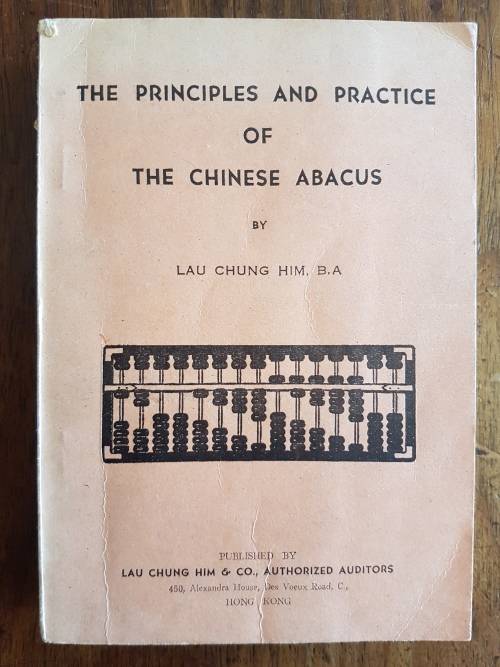 THE PRINCIPLES AND PRACTICE
OF
THE CHINESE ABACUS
BY
LAU CHUNG HIM, B.A
PUBLISHED BY
LAU CHUNG HIM & CO., AUTHORIZED AUDITORS
450, Alexandra House, Des Voeux Road, C.,
HONG KONG